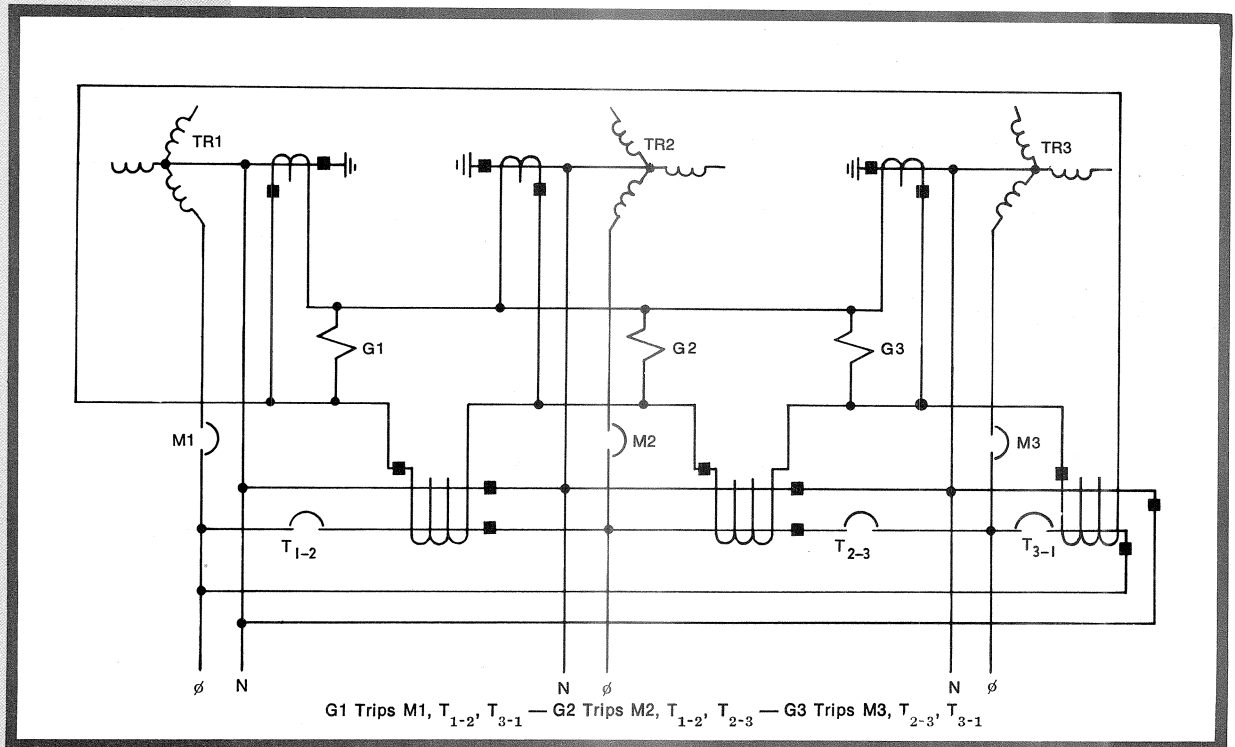 TR1
TR2
TR3
G1
G2
G3
M1
M2
M3
T1-2
T2-3
T3-1
ø N
N ø
N ø
G1 Trips M1, T1-2, T3-1 — G2 Trips M2, T1-2, T2-3 — G3 Trips M3, T2-3, T3-1